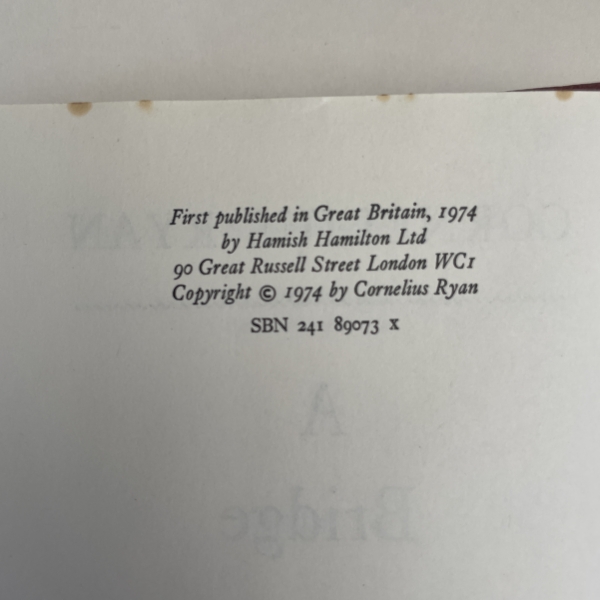 First published in Great Britain, 1974
by Hamish Hamilton Ltd
90 Great Russell Street London WC1
Copyright © 1974 by Cornelius Ryan
SBN 241 89073 x
A
Bridge